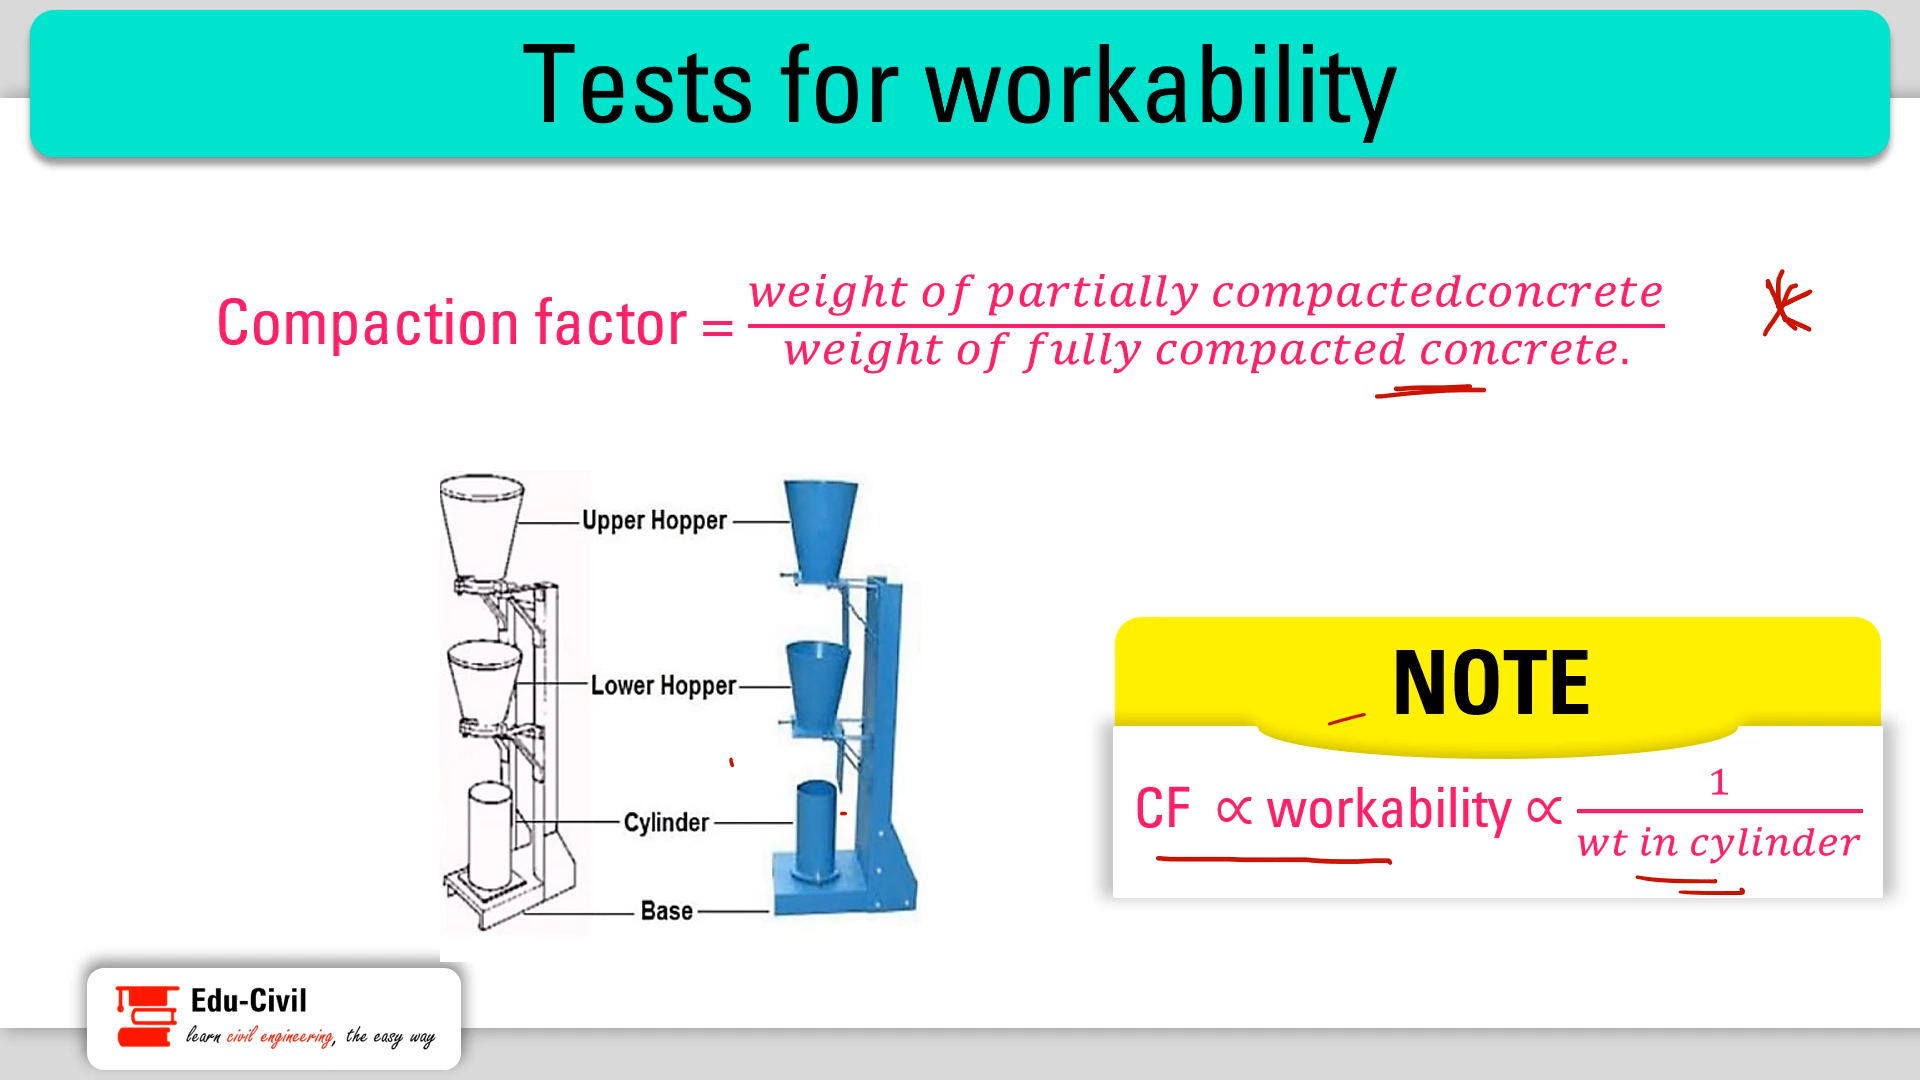 Tests for workability
Compaction factor = weight of partially compactedconcrete
weight of fully compacted concrete.
Upper Hopper
Lower Hopper
Cylinder
Base
NOTE
CF ∝ workability ∝ 1
wt in cylinder
Edu-Civil
learn civil engineering, the easy way